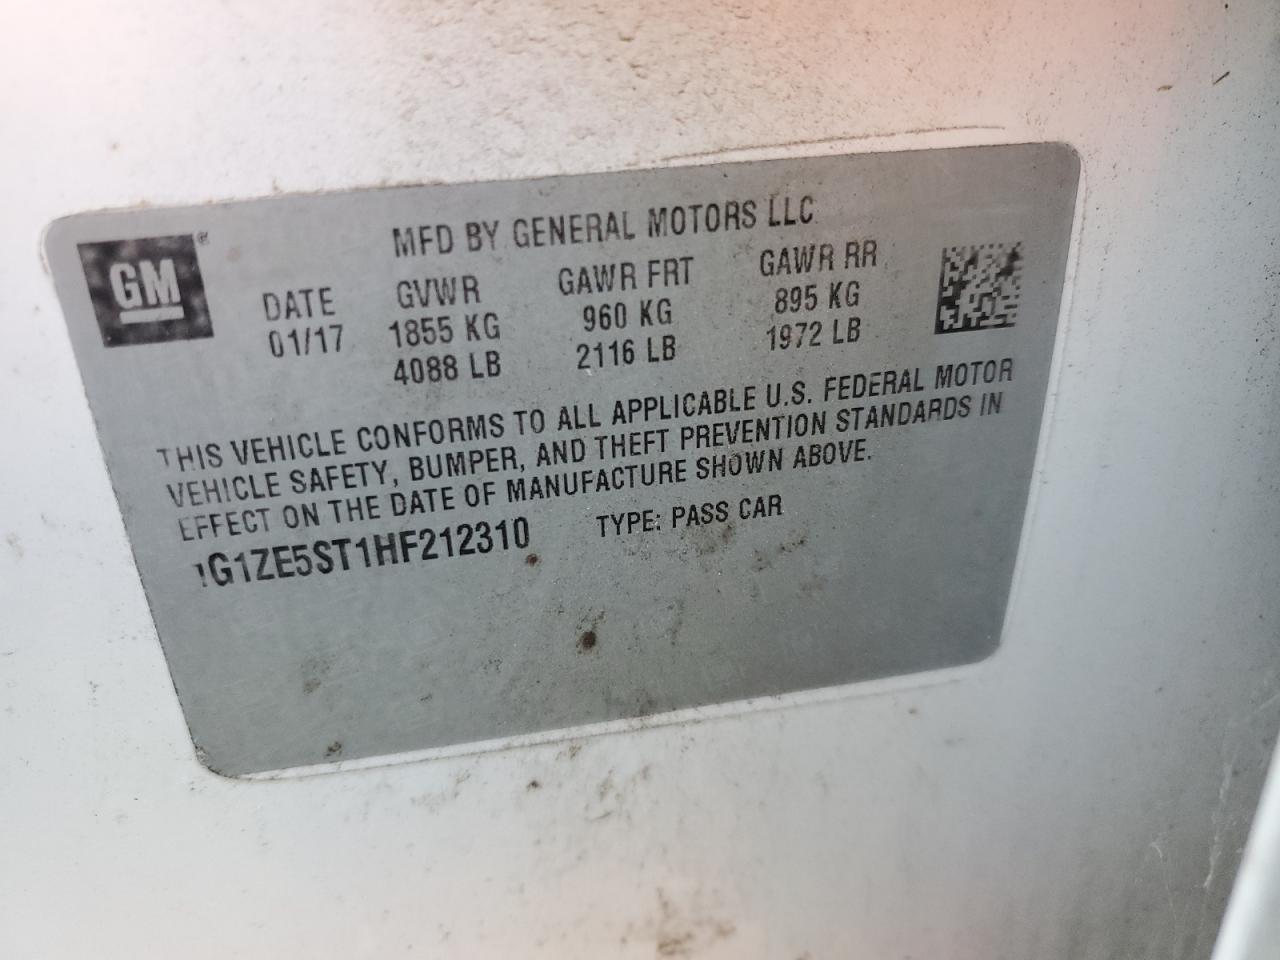 GM®
MFD BY GENERAL MOTORS LLC
DATE GVWR GAWR FRT GAWR RR
01/17 1855 KG 960 KG 895 KG
4088 LB 2116 LB 1972 LB
THIS VEHICLE CONFORMS TO ALL APPLICABLE U.S. FEDERAL MOTOR
VEHICLE SAFETY, BUMPER, AND THEFT PREVENTION STANDARDS IN
EFFECT ON THE DATE OF MANUFACTURE SHOWN ABOVE.
1G1ZE5ST1HF212310 TYPE: PASS CAR